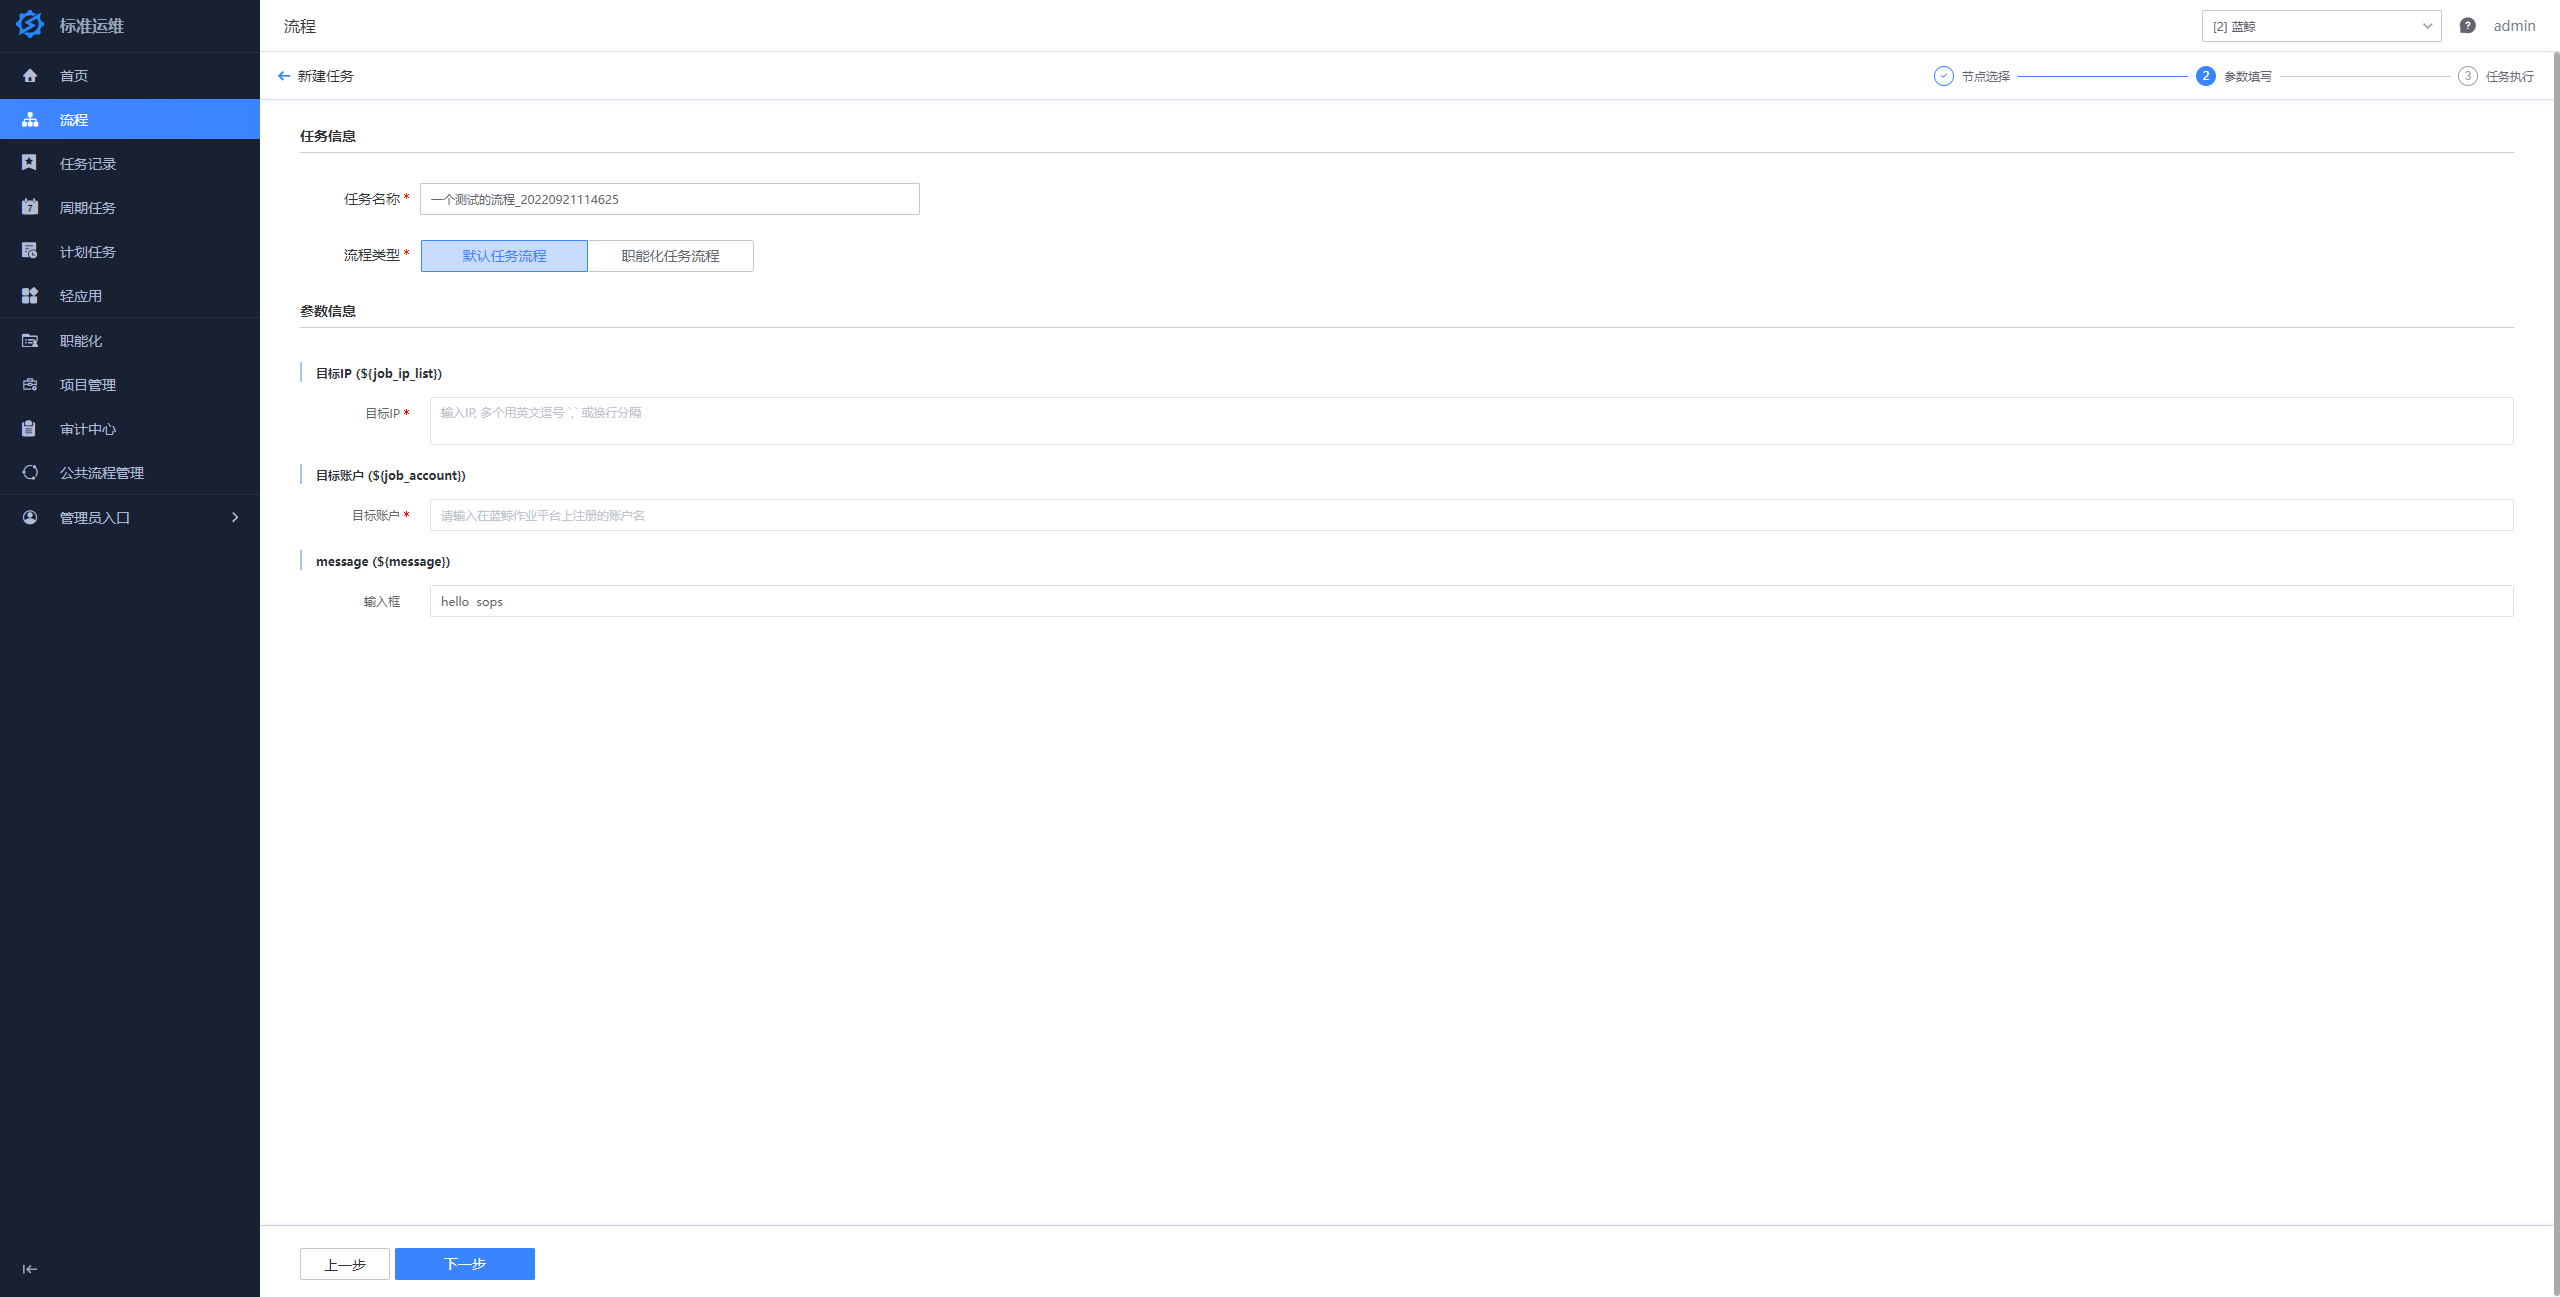 标准运维
流程
[2] 蓝鲸
admin
首页
流程
任务记录
周期任务
计划任务
轻应用
职能化
项目管理
审计中心
公共流程管理
管理员入口
新建任务
节点选择
2 参数填写
3 任务执行
任务信息
任务名称 * 一个测试的流程_20220921114625
流程类型 * 默认任务流程 职能化任务流程
参数信息
目标IP (${job_ip_list})
目标IP * 输入IP, 多个用英文逗号 `,` 或换行分隔
目标账户 (${job_account})
目标账户 * 请输入在蓝鲸作业平台上注册的账户名
message (${message})
输入框 hello sops
上一步 下一步